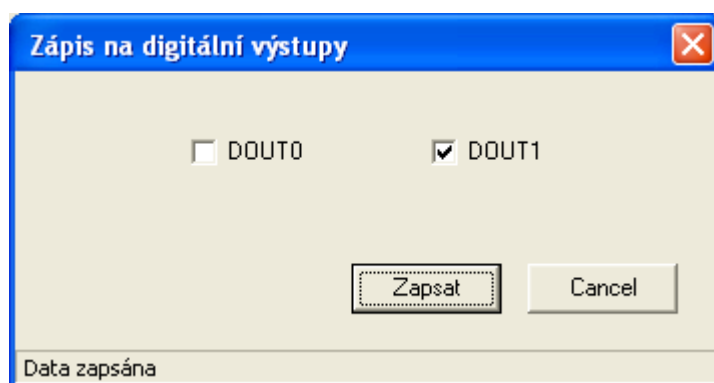 Zápis na digitální výstupy
DOUT0 DOUT1
Zapsat Cancel
Data zapsána